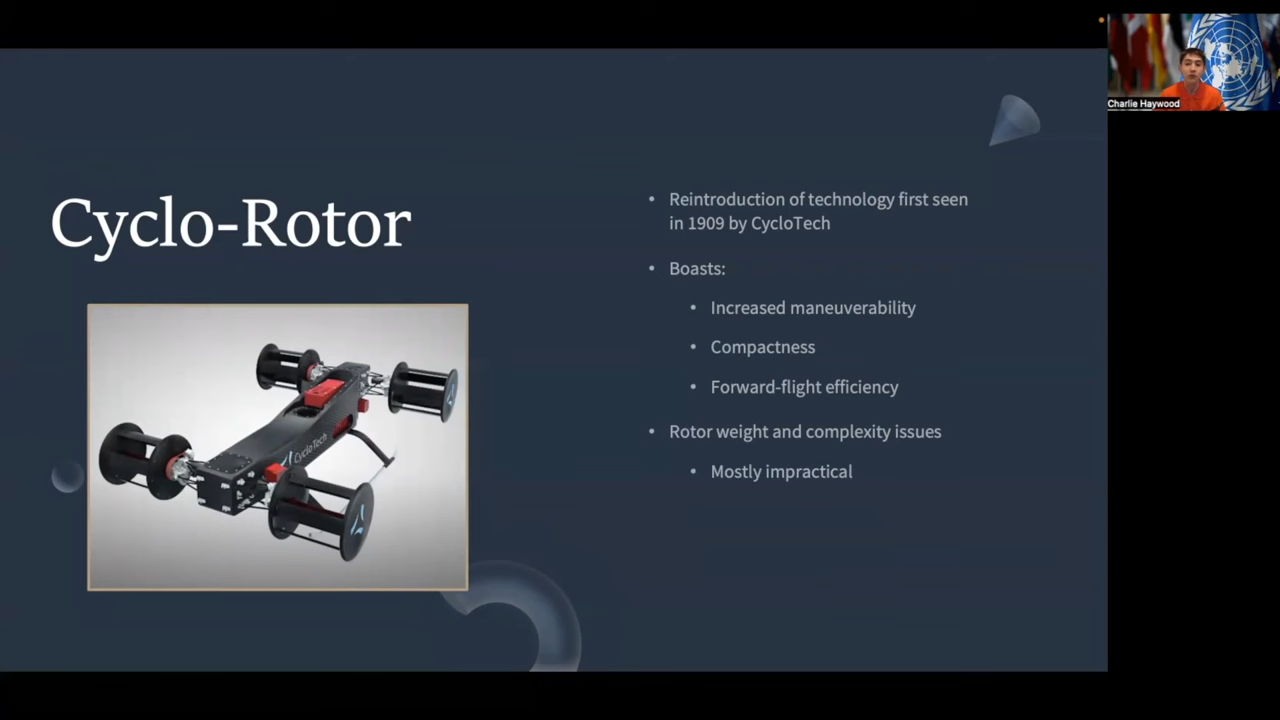 Charlie Haywood
Cyclo-Rotor
CycloTech
• Reintroduction of technology first seen
in 1909 by CycloTech
• Boasts:
• Increased maneuverability
• Compactness
• Forward-flight efficiency
• Rotor weight and complexity issues
• Mostly impractical